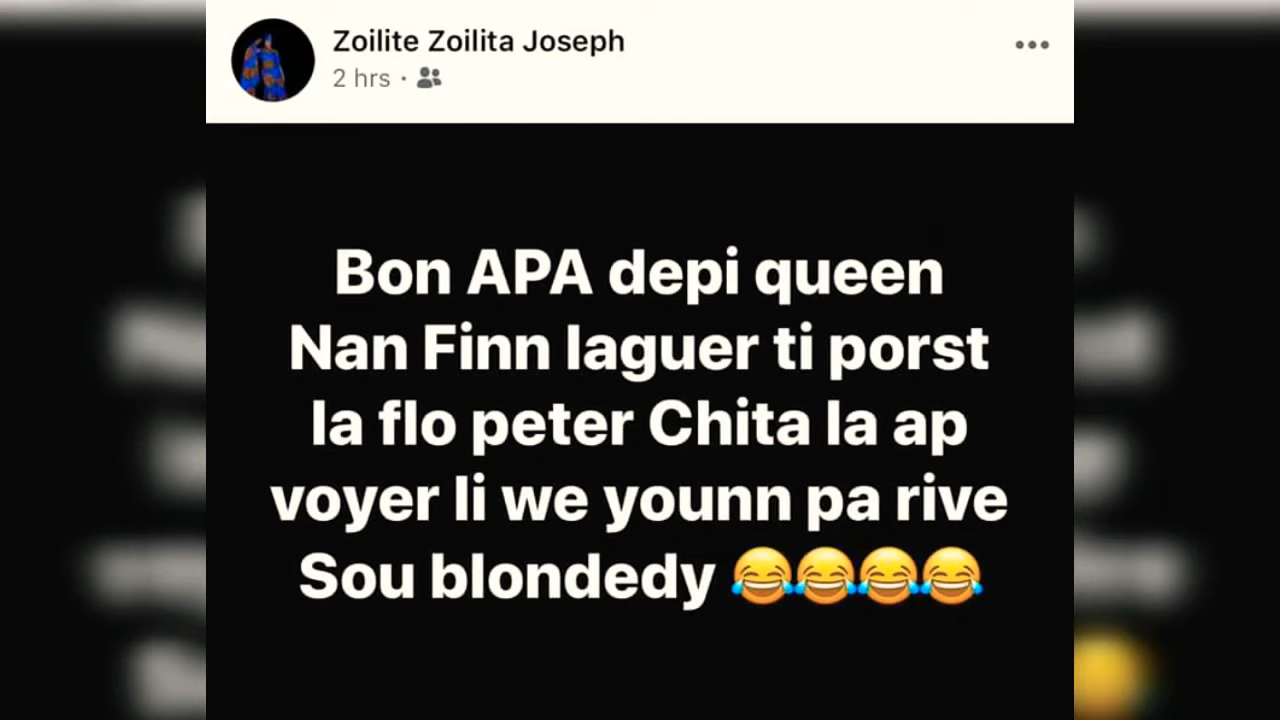 Zoilite Zoilita Joseph
2 hrs ·
Bon APA depi queen
Nan Finn laguer ti porst
la flo peter Chita la ap
voyer li we younn pa rive
Sou blondedy 😂😂😂😂